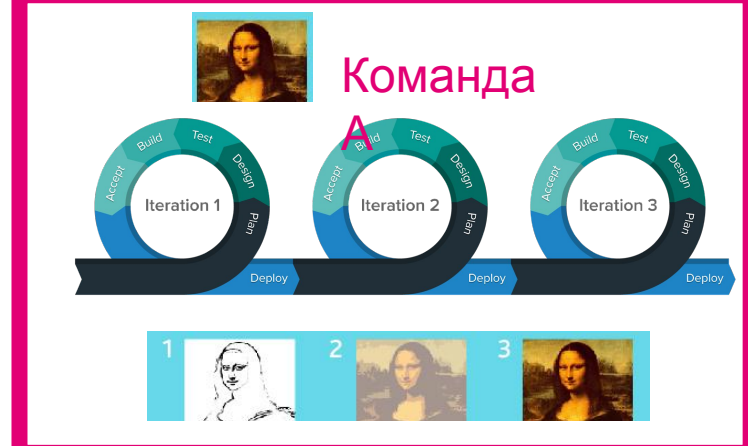 Команда
А
Accept
Build
Test
Design
Plan
Iteration 1
Deploy
Accept
Build
Test
Design
Plan
Iteration 2
Deploy
Accept
Build
Test
Design
Plan
Iteration 3
Deploy
1
2
3